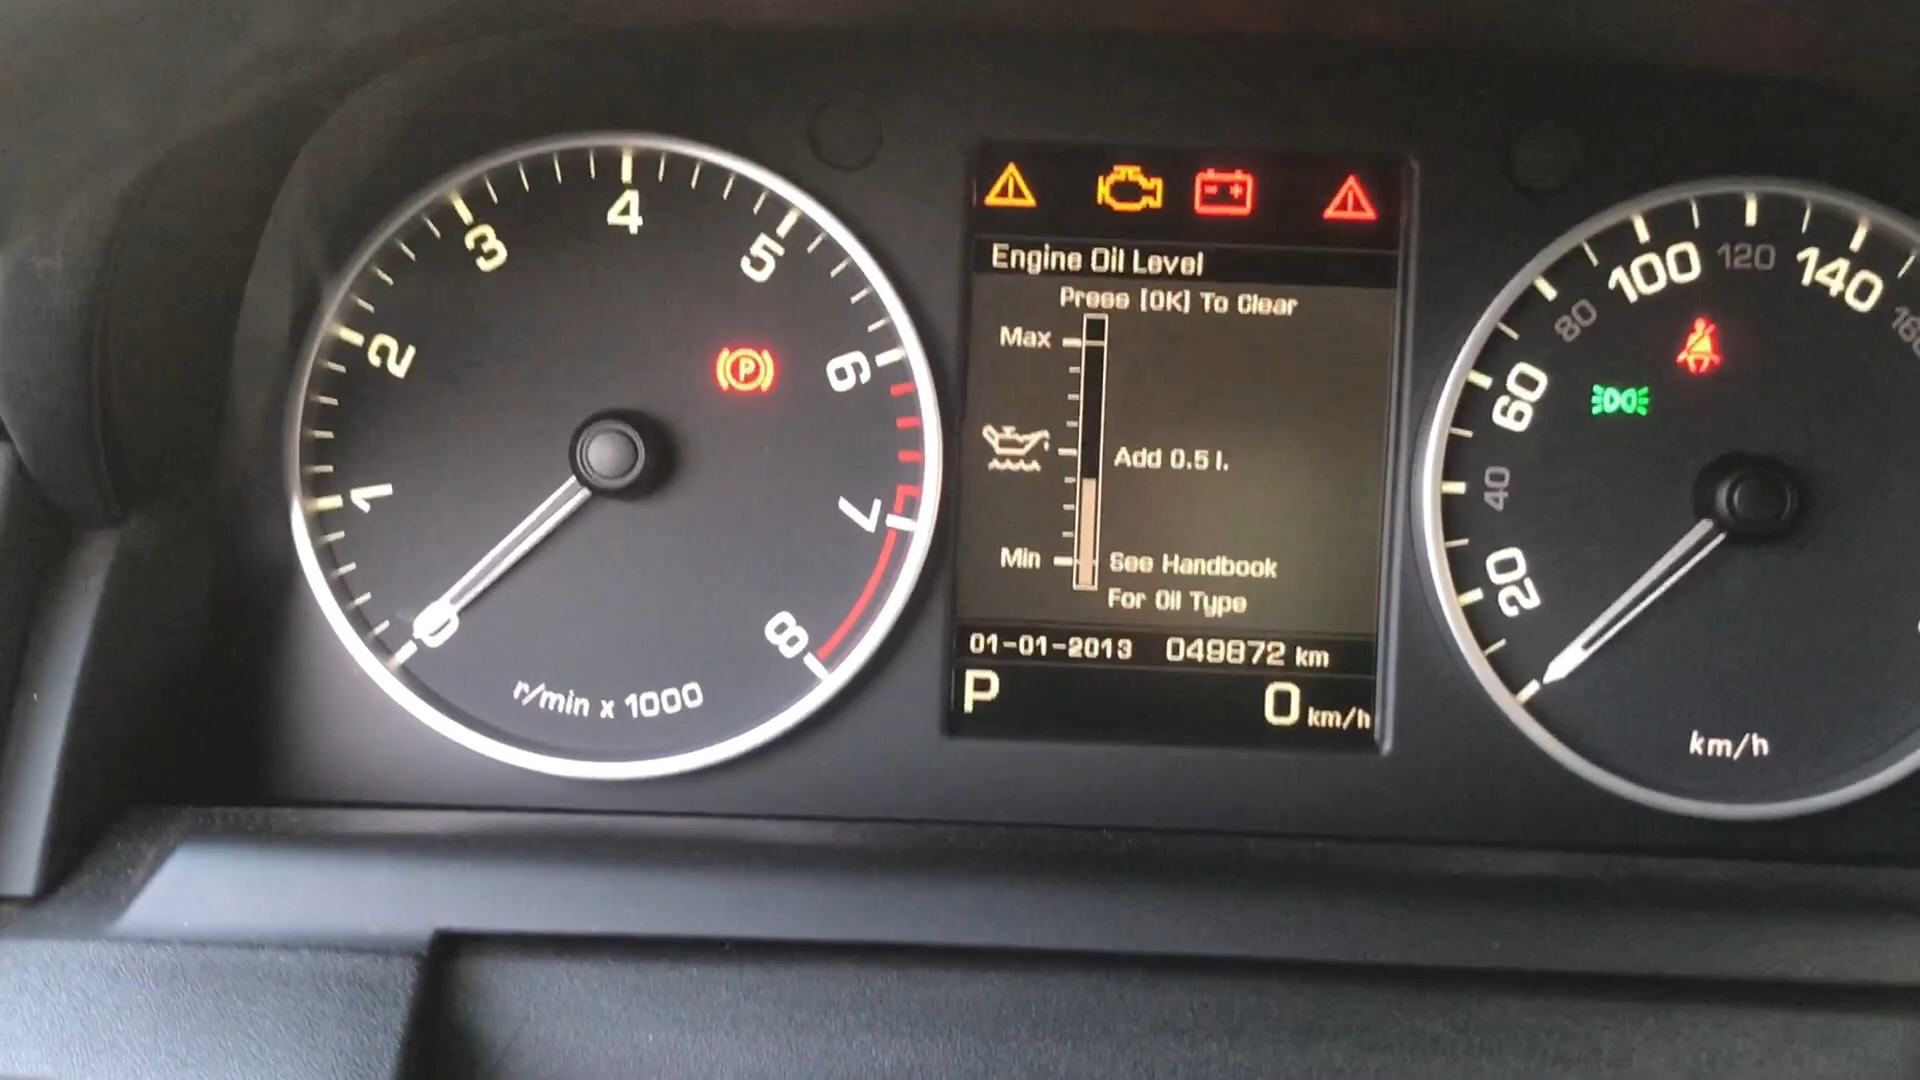 4
3
5
2
6
1
7
0
8
r/min x 1000
P
Engine Oil Level
Press [OK] To Clear
Max
Add 0.5 l.
Min
See Handbook
For Oil Type
01-01-2013 049872 km
P 0 km/h
100
120
140
80
60
40
20
km/h